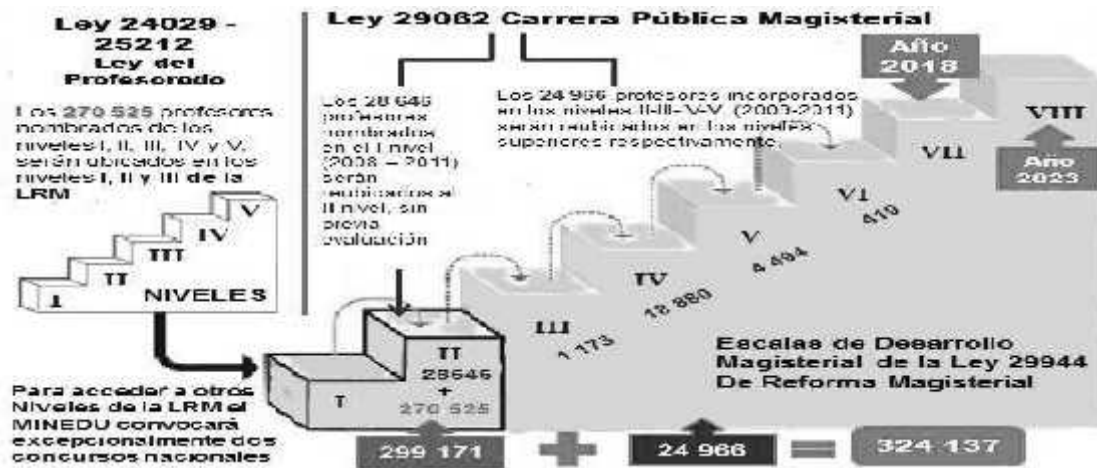 Ley 24029 -
25212
Ley del
Profesorado
Los 270 525 profesores
nombrados de los
niveles I, II, III, IV y V,
serán ubicados en los
niveles I, II y III de la
LRM
I
II
III
IV
V
NIVELES
Para acceder a otros
Niveles de la LRM el
MINEDU convocará
excepcionalmente dos
concursos nacionales
Ley 29062 Carrera Pública Magisterial
Los 28 646
profesores
nombrados
en el I nivel
(2008 – 2011)
serán
reubicados al
II nivel, sin
previa
evaluación
Los 24 966 profesores incorporados
en los niveles II-III- V-V (2009-2011)
serán reubicados en los niveles
superiores respectivamente.
Año
2018
Año
2023
I
II
28646
+
270 525
III
1 173
IV
18 880
V
4 494
VI
419
VII
VIII
Escalas de Desarrollo
Magisterial de la Ley 29944
De Reforma Magisterial
299 171
+
24 966
=
324 137